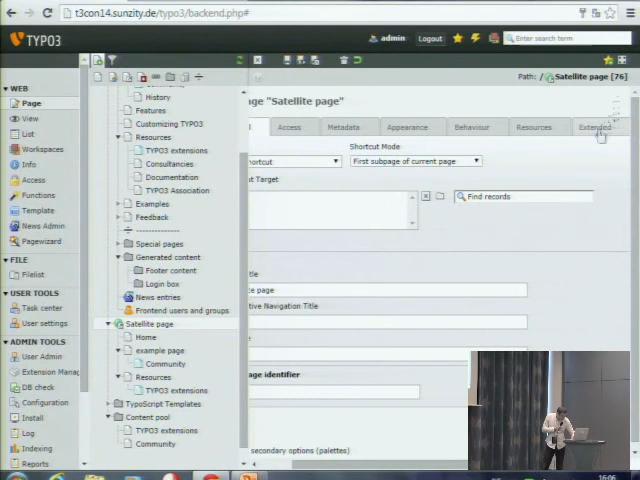 t3con14.sunzity.de/typo3/backend.php#
TYPO3
admin
Logout
Enter search term
Path: / Satellite page [76]
WEB
Page
View
List
Workspaces
Info
Access
Functions
Template
News Admin
Pagewizard
FILE
Filelist
USER TOOLS
Task center
User settings
ADMIN TOOLS
User Admin
Extension Manag
DB check
Configuration
Install
Log
Indexing
Reports
History
Features
Customizing TYPO3
Resources
TYPO3 extensions
Consultancies
Documentation
TYPO3 Association
Examples
Feedback
--------------
Special pages
Generated content
Footer content
Login box
News entries
Frontend users and groups
Satellite page
Home
example page
Community
Resources
TYPO3 extensions
TypoScript Templates
Content pool
TYPO3 extensions
Community
ge "Satellite page"
Access
Metadata
Appearance
Behaviour
Resources
Extended
Shortcut Mode
hortcut
First subpage of current page
t Target
Find records
tle
te page
tive Navigation Title
age identifier
secondary options (palettes)
16:06